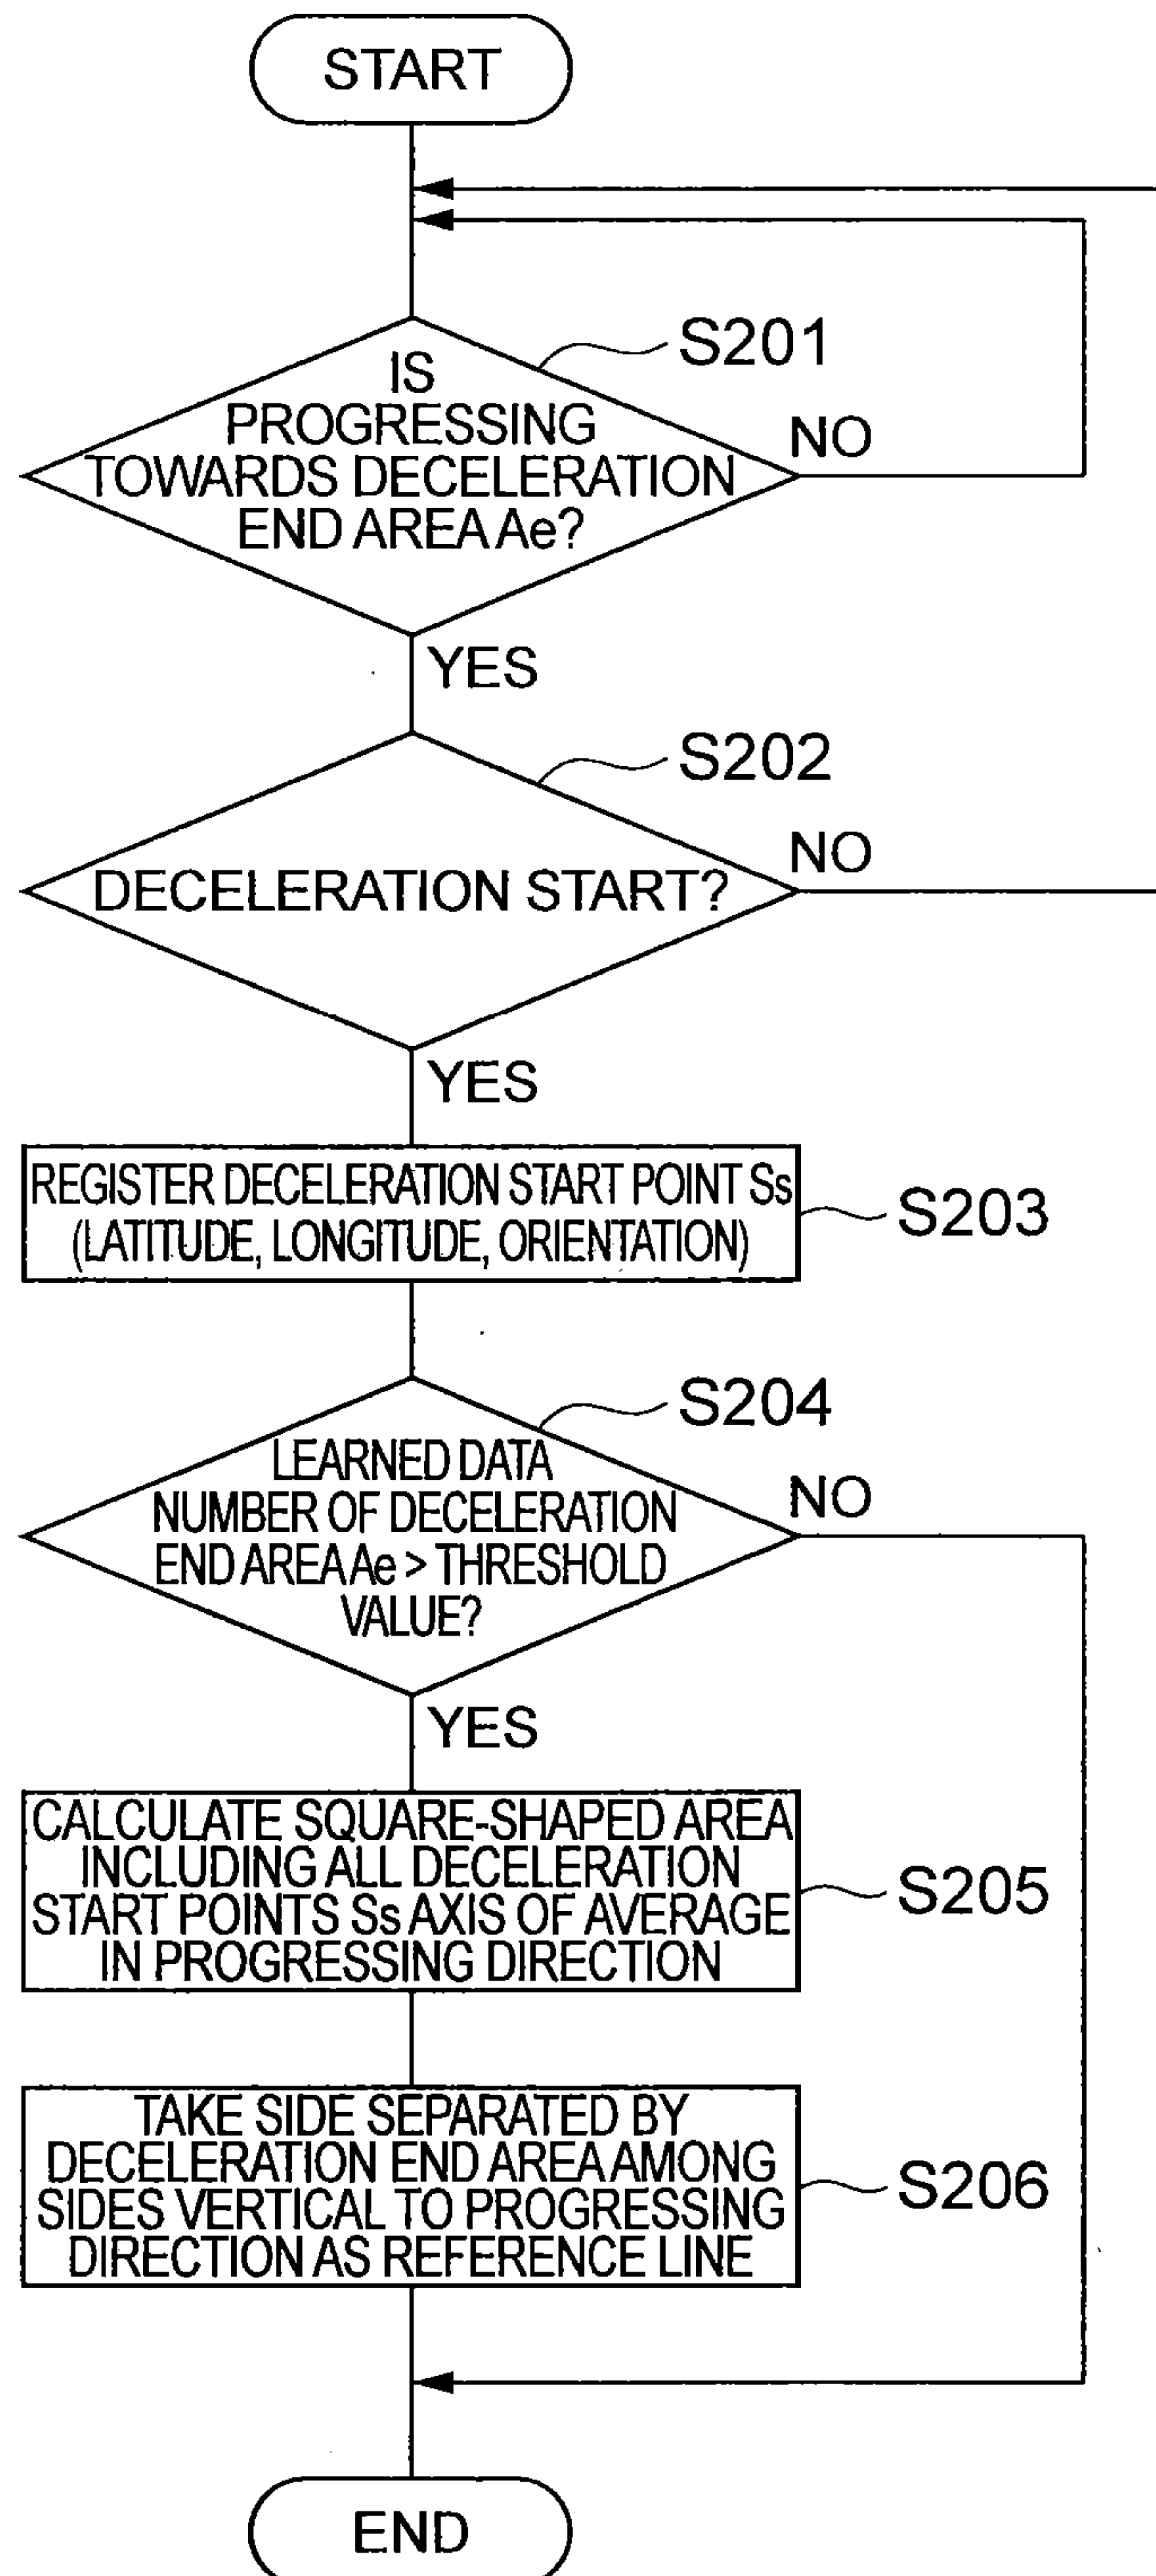 START
S201
IS
PROGRESSING
TOWARDS DECELERATION
END AREA Ae?
NO
YES
S202
DECELERATION START?
NO
YES
REGISTER DECELERATION START POINT Ss
(LATITUDE, LONGITUDE, ORIENTATION)
S203
S204
LEARNED DATA
NUMBER OF DECELERATION
END AREA Ae > THRESHOLD
VALUE?
NO
YES
CALCULATE SQUARE-SHAPED AREA
INCLUDING ALL DECELERATION
START POINTS Ss AXIS OF AVERAGE
IN PROGRESSING DIRECTION
S205
TAKE SIDE SEPARATED BY
DECELERATION END AREA AMONG
SIDES VERTICAL TO PROGRESSING
DIRECTION AS REFERENCE LINE
S206
END